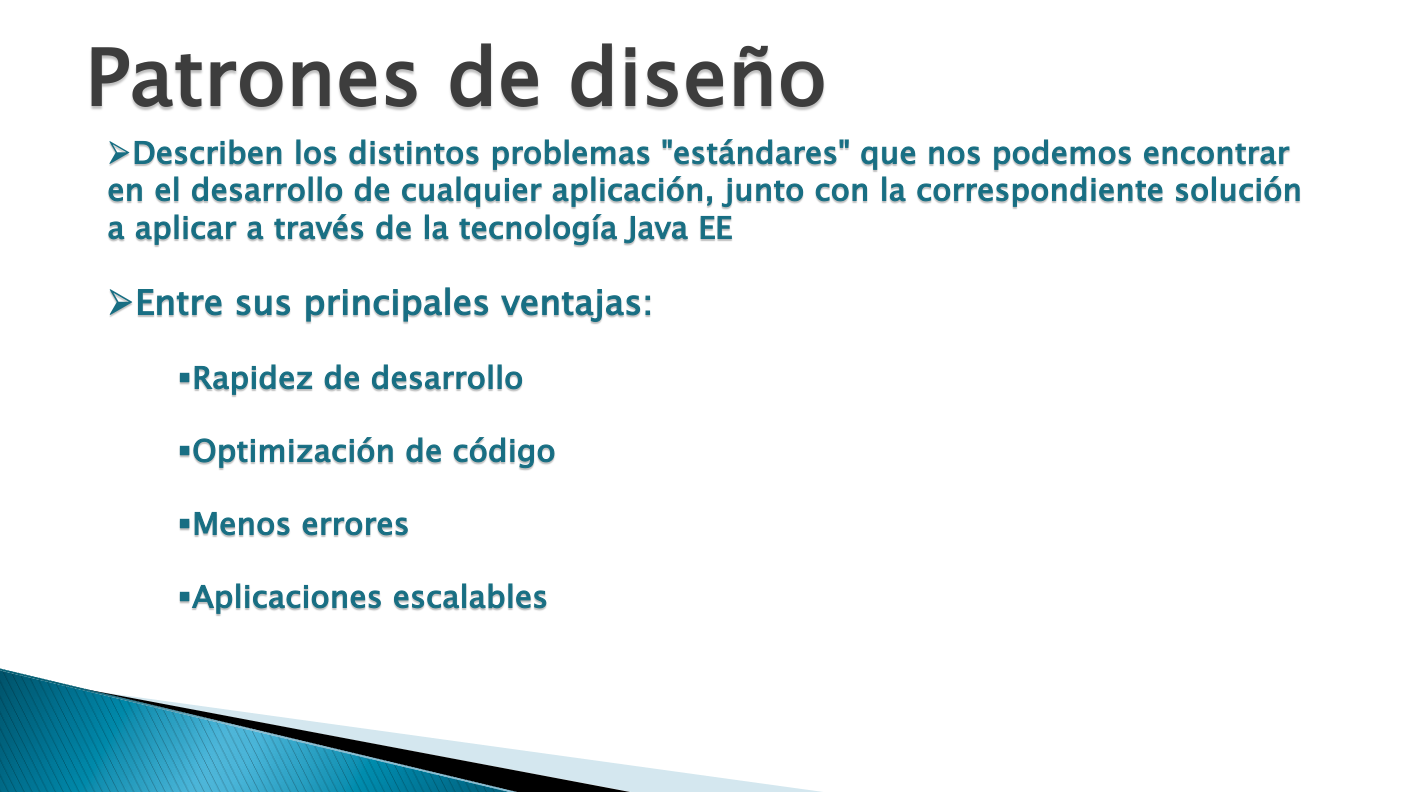 Patrones de diseño
➢Describen los distintos problemas "estándares" que nos podemos encontrar
en el desarrollo de cualquier aplicación, junto con la correspondiente solución
a aplicar a través de la tecnología Java EE
➢Entre sus principales ventajas:
▪Rapidez de desarrollo
▪Optimización de código
▪Menos errores
▪Aplicaciones escalables